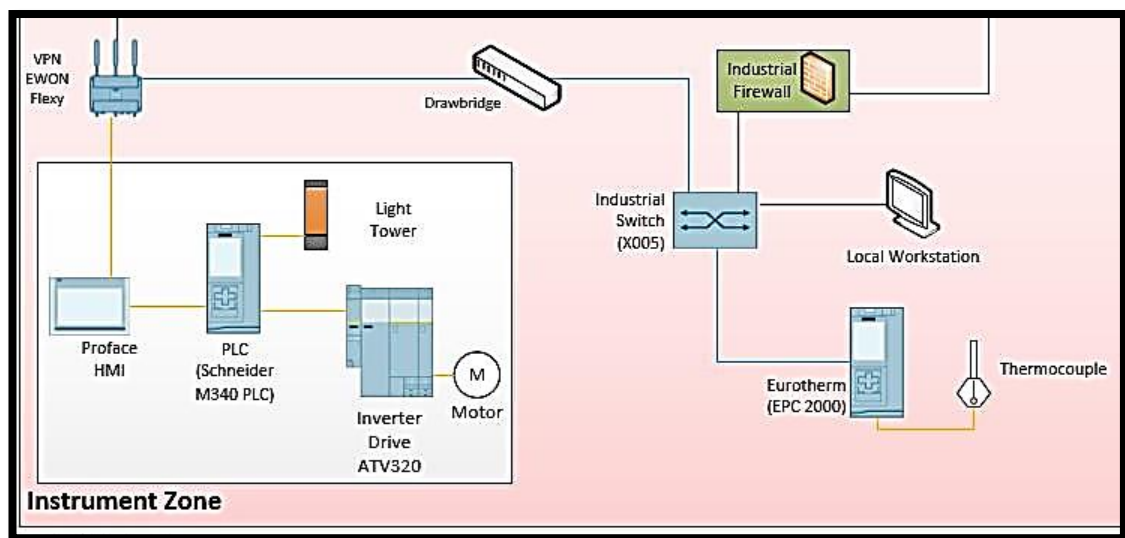 VPN
EWON
Flexy
Drawbridge
Industrial
Firewall
Industrial
Switch
(X005)
Local Workstation
Light
Tower
Proface
HMI
PLC
(Schneider
M340 PLC)
Inverter
Drive
ATV320
M
Motor
Eurotherm
(EPC 2000)
Thermocouple
Instrument Zone